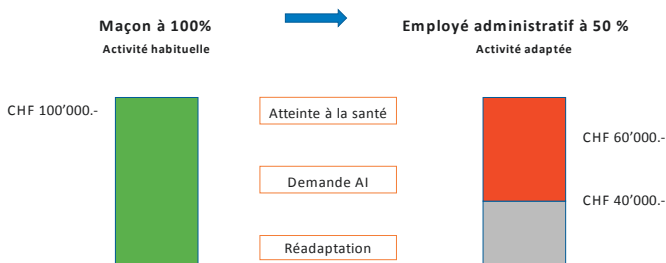 Maçon à 100%
Activité habituelle
Employé administratif à 50 %
Activité adaptée
CHF 100’000.-
Atteinte à la santé
Demande AI
Réadaptation
CHF 60’000.-
CHF 40’000.-